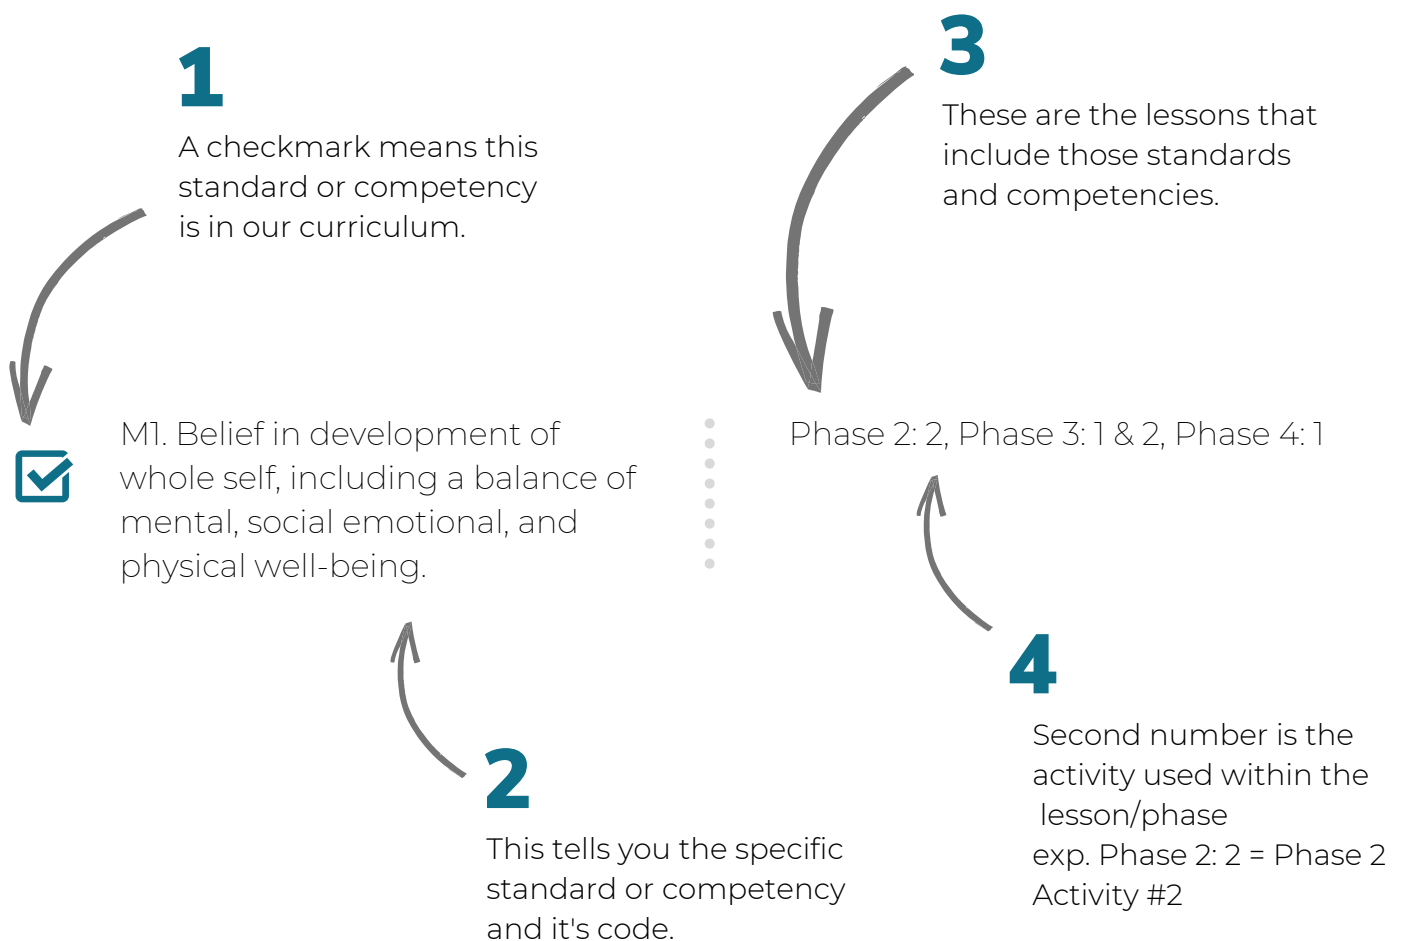 1
A checkmark means this
standard or competency
is in our curriculum.
3
These are the lessons that
include those standards
and competencies.
M1. Belief in development of
whole self, including a balance of
mental, social emotional, and
physical well-being.
Phase 2: 2, Phase 3: 1 & 2, Phase 4: 1
2
This tells you the specific
standard or competency
and it's code.
4
Second number is the
activity used within the
lesson/phase
exp. Phase 2: 2 = Phase 2
Activity #2